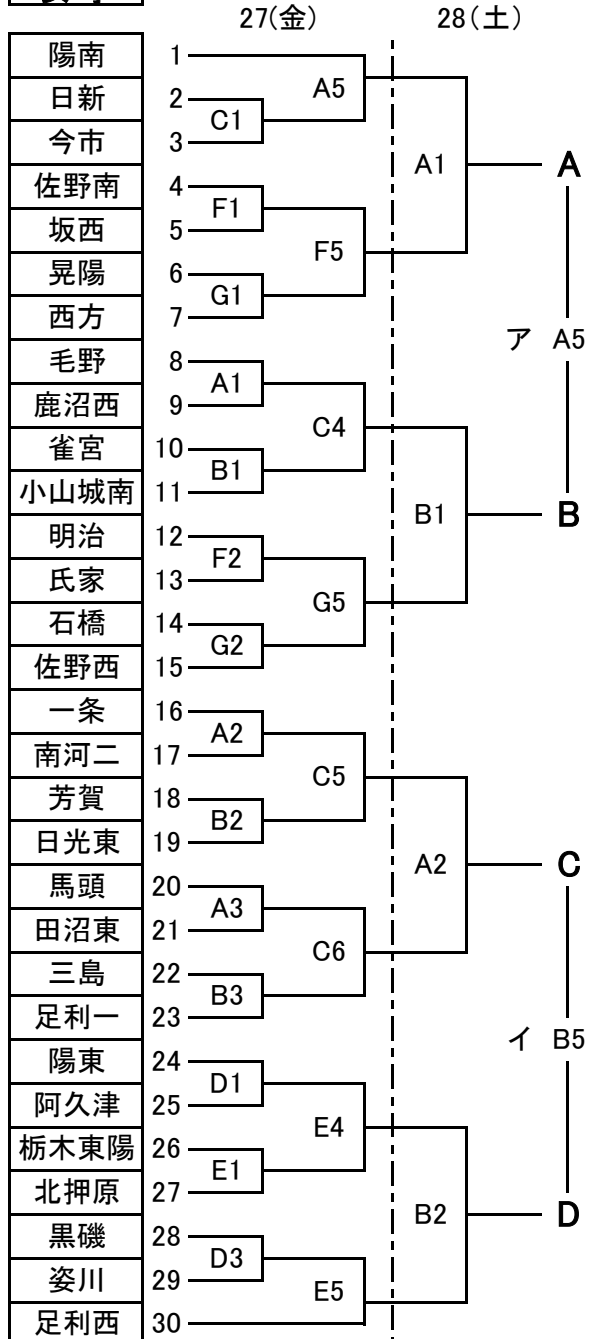 27(金) 28(土)
陽南 1
A5
日新 2
C1
今市 3
A1 A
佐野南 4
F1
坂西 5
F5
晃陽 6
G1
西方 7
ア A5
毛野 8
A1
鹿沼西 9
C4
雀宮 10
B1
小山城南 11
B1 B
明治 12
F2
氏家 13
G5
石橋 14
G2
佐野西 15
一条 16
A2
南河二 17
C5
芳賀 18
B2
日光東 19
A2 C
馬頭 20
A3
田沼東 21
C6
三島 22
B3
足利一 23
イ B5
陽東 24
D1
阿久津 25
E4
栃木東陽 26
E1
北押原 27
B2 D
黒磯 28
D3
姿川 29
E5
足利西 30